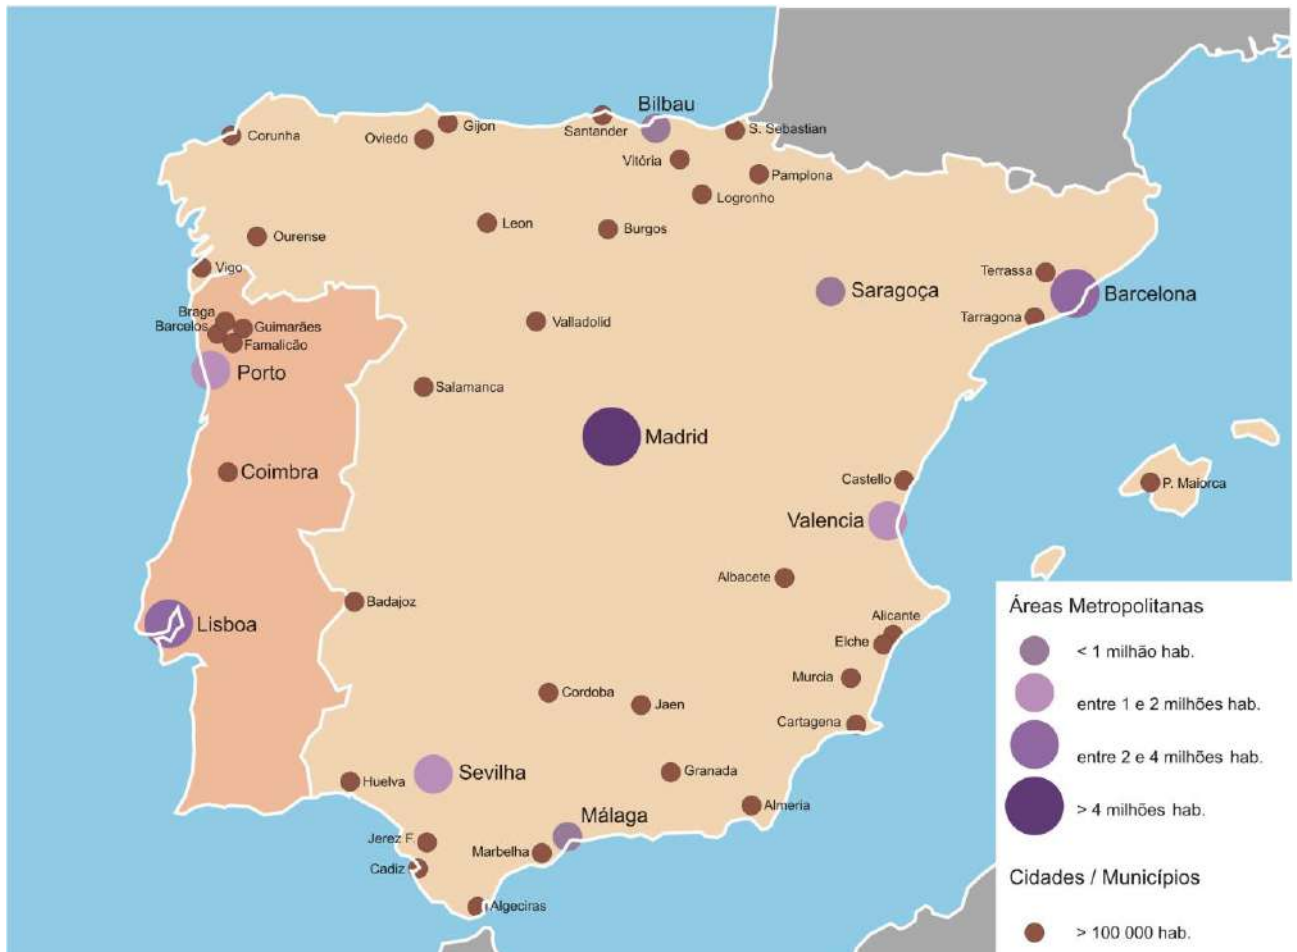 Bilbau
Corunha
Oviedo
Gijon
Santander
S. Sebastian
Vitória
Pamplona
Logronho
Leon
Burgos
Ourense
Vigo
Terrassa
Saragoça
Barcelona
Tarragona
Braga
Barcelos
Guimarães
Famalicão
Valladolid
Porto
Salamanca
Madrid
Coimbra
Castello
P. Maiorca
Valencia
Albacete
Badajoz
Lisboa
Alicante
Elche
Murcia
Cordoba
Jaen
Cartagena
Sevilha
Huelva
Granada
Almeria
Málaga
Jerez F.
Marbelha
Cadiz
Algeciras
Áreas Metropolitanas
< 1 milhão hab.
entre 1 e 2 milhões hab.
entre 2 e 4 milhões hab.
> 4 milhões hab.
Cidades / Municípios
> 100 000 hab.